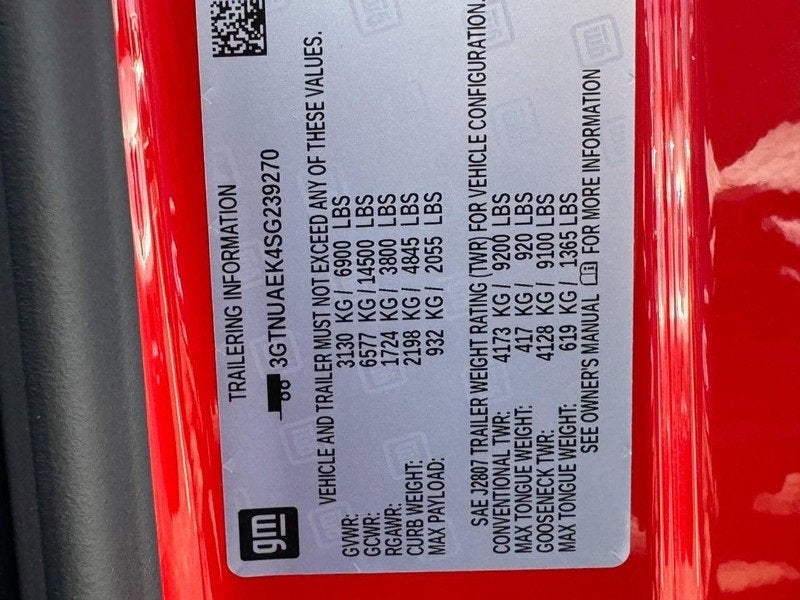 gm
TRAILERING INFORMATION
3GTNUAEK4SG239270
VEHICLE AND TRAILER MUST NOT EXCEED ANY OF THESE VALUES.
GVWR: 3130 KG / 6900 LBS
GCWR: 6577 KG / 14500 LBS
RGAWR: 1724 KG / 3800 LBS
CURB WEIGHT: 2198 KG / 4845 LBS
MAX PAYLOAD: 932 KG / 2055 LBS
SAE J2807 TRAILER WEIGHT RATING (TWR) FOR VEHICLE CONFIGURATION.
CONVENTIONAL TWR: 4173 KG / 9200 LBS
MAX TONGUE WEIGHT: 417 KG / 920 LBS
GOOSENECK TWR: 4128 KG / 9100 LBS
MAX TONGUE WEIGHT: 619 KG / 1365 LBS
SEE OWNER'S MANUAL FOR MORE INFORMATION